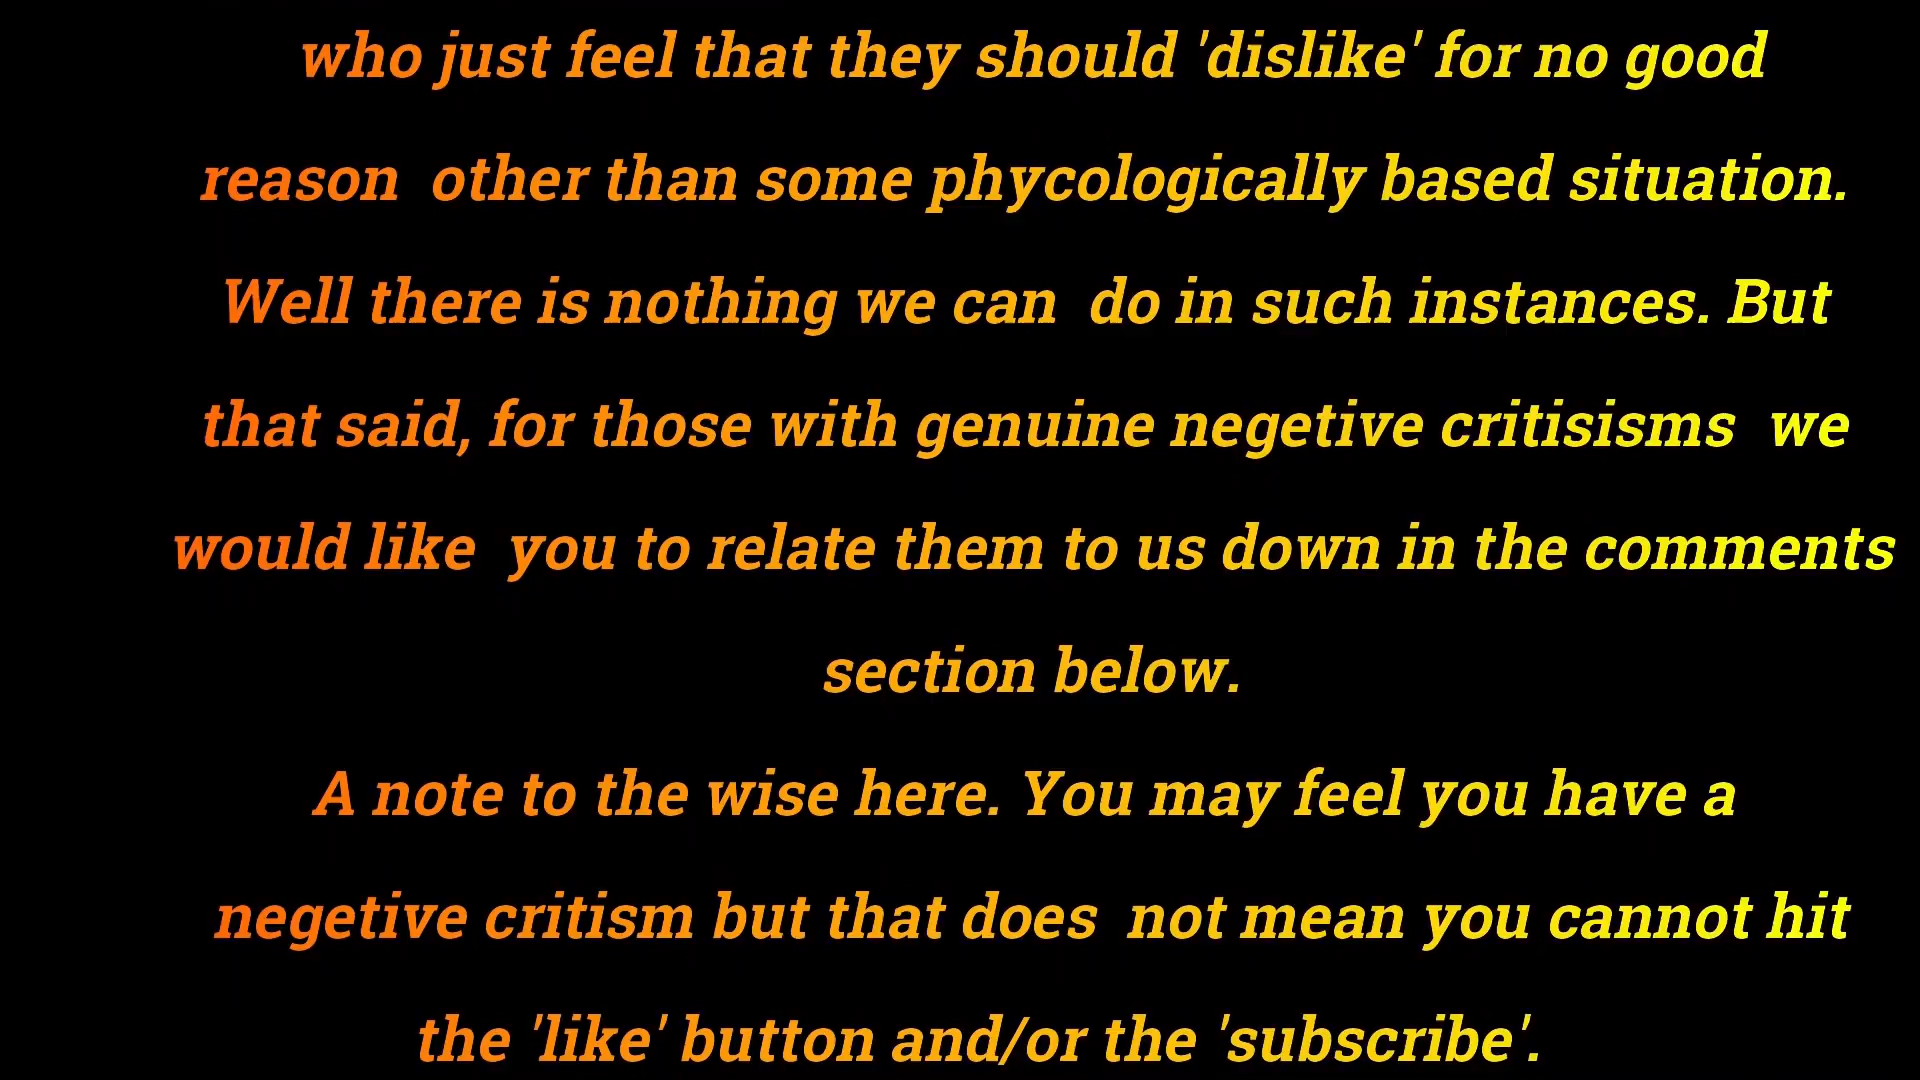 who just feel that they should 'dislike' for no good
reason  other than some phycologically based situation.
Well there is nothing we can  do in such instances. But
that said, for those with genuine negetive critisisms  we
would like  you to relate them to us down in the comments
section below.
A note to the wise here. You may feel you have a
negetive critism but that does  not mean you cannot hit
the 'like' button and/or the 'subscribe'.